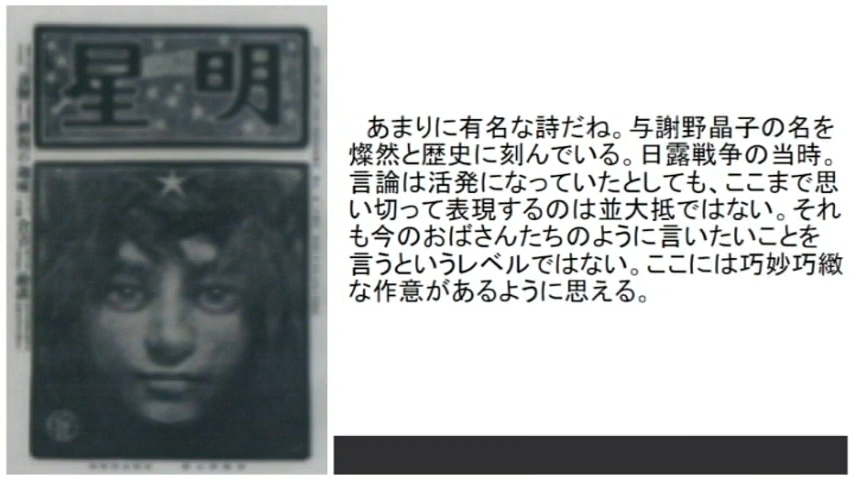 明星
あまりに有名な詩だね。与謝野晶子の名を
燦然と歴史に刻んでいる。日露戦争の当時。
言論は活発になっていたとしても、ここまで思
い切って表現するのは並大抵ではない。それ
も今のおばさんたちのように言いたいことを
言うというレベルではない。ここには巧妙巧緻
な作意があるように思える。